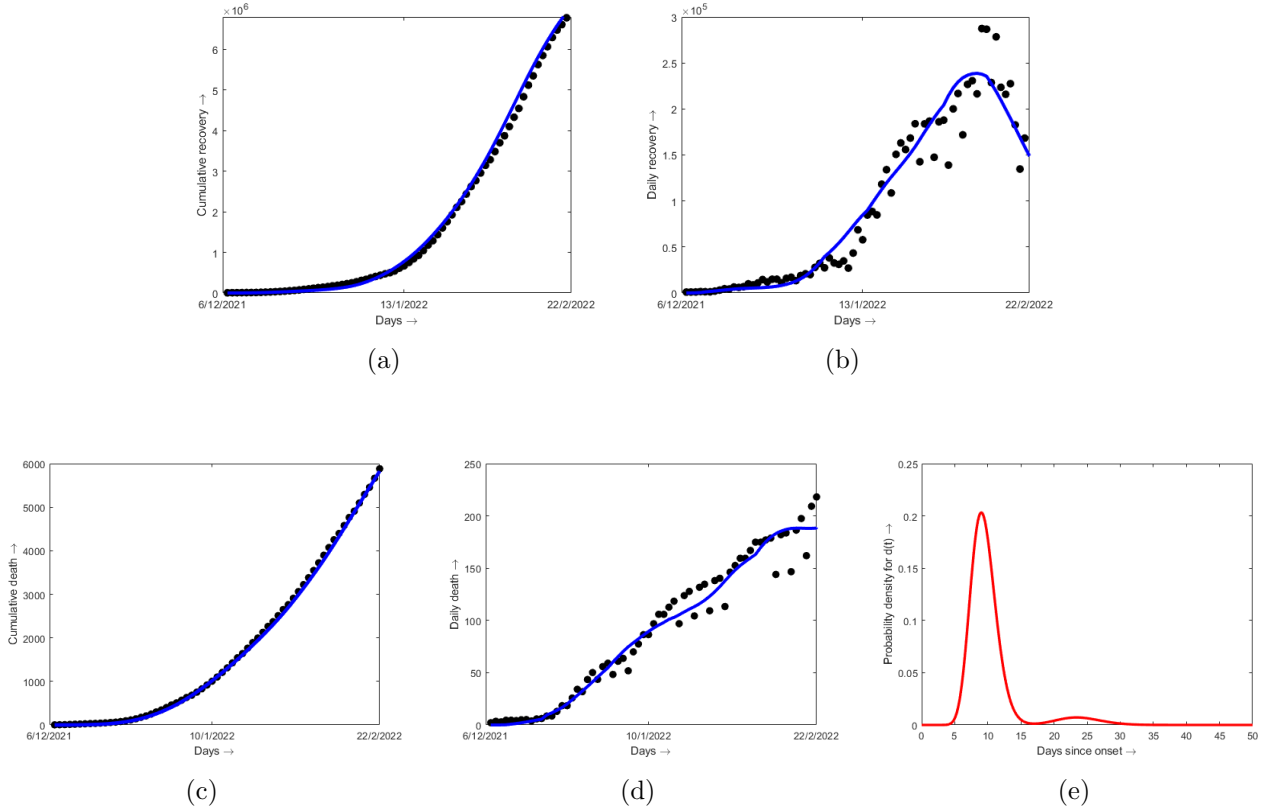 ×10⁶
6
5
4
3
2
1
0
Cumulative recovery →
6/12/2021 13/1/2022 22/2/2022
Days →
(a)
×10⁵
3
2.5
2
1.5
1
0.5
0
Daily recovery →
6/12/2021 13/1/2022 22/2/2022
Days →
(b)
6000
5000
4000
3000
2000
1000
0
Cumulative death →
6/12/2021 10/1/2022 22/2/2022
Days →
(c)
250
200
150
100
50
0
Daily death →
6/12/2021 10/1/2022 22/2/2022
Days →
(d)
0.25
0.2
0.15
0.1
0.05
0
Probability density for d(t) →
0 5 10 15 20 25 30 35 40 45 50
Days since onset →
(e)